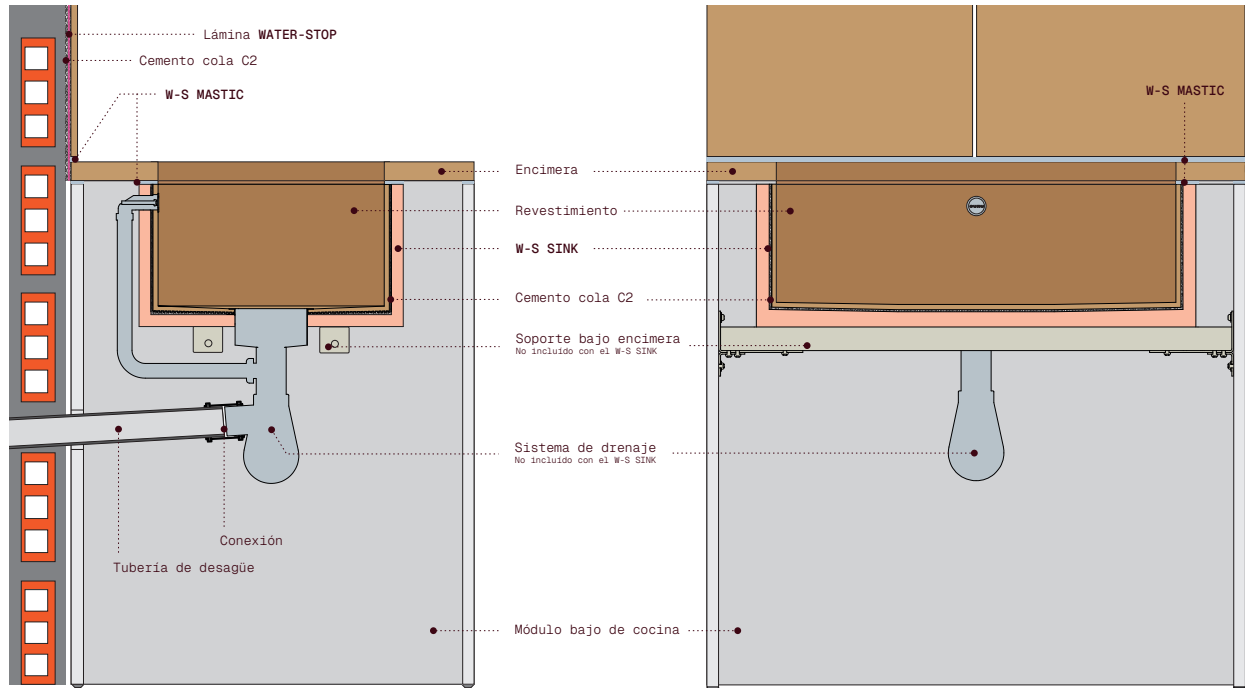 Lámina WATER-STOP
Cemento cola C2
W-S MASTIC
W-S MASTIC
Encimera
Revestimiento
W-S SINK
Cemento cola C2
Soporte bajo encimera
No incluido con el W-S SINK
Sistema de drenaje
No incluido con el W-S SINK
Conexión
Tubería de desagüe
Módulo bajo de cocina